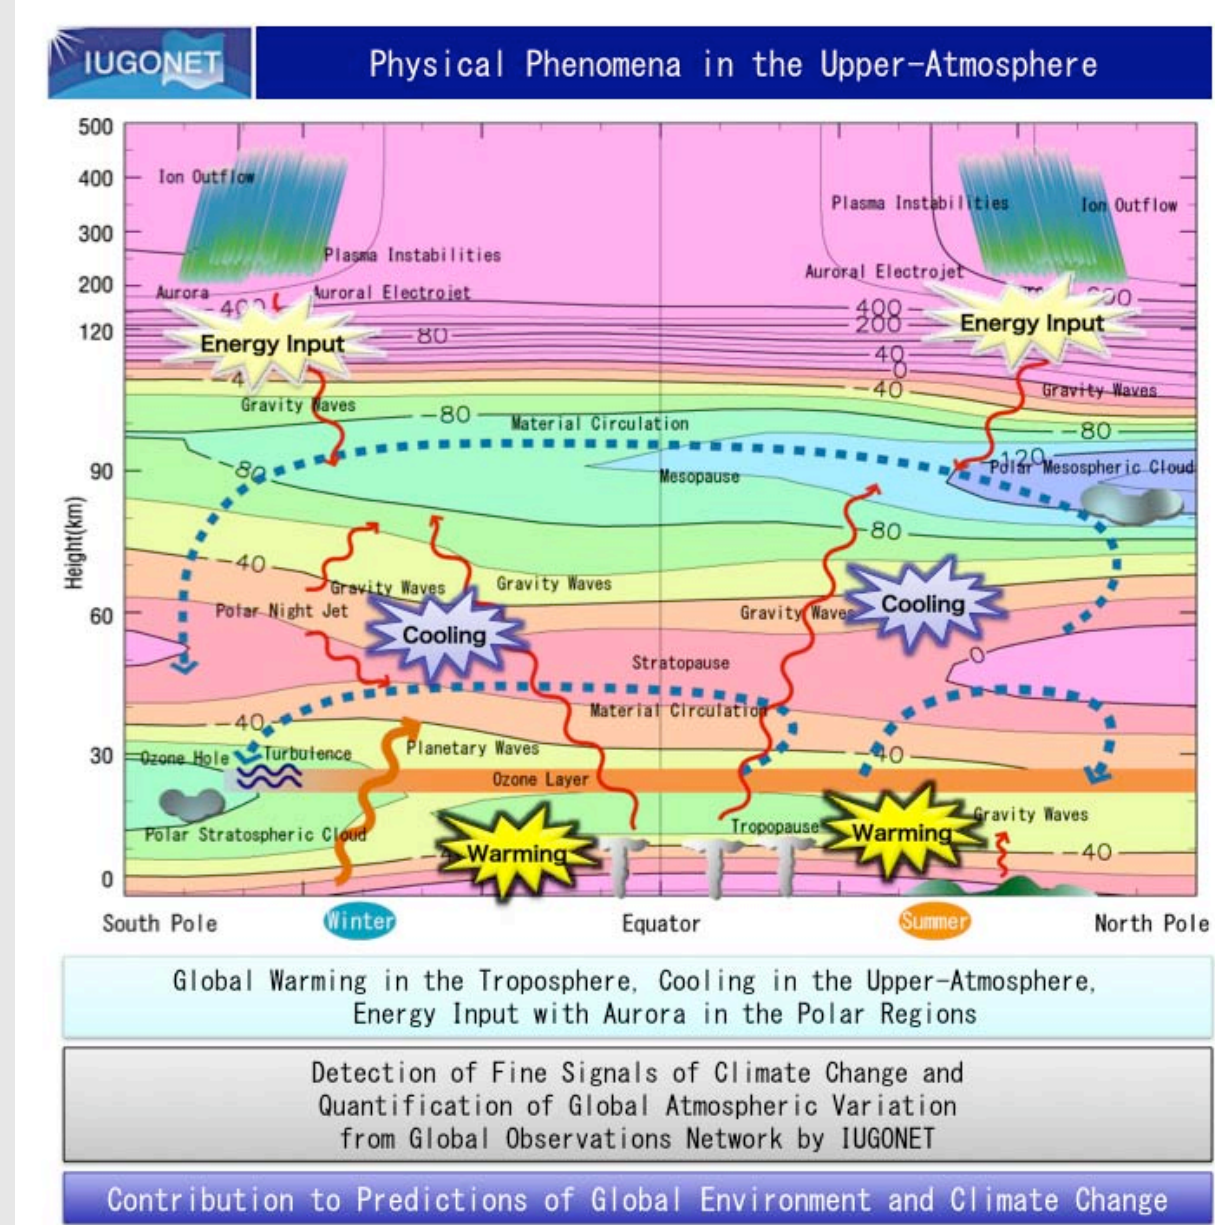 IUGONET
Physical Phenomena in the Upper-Atmosphere
500
400
300
200
120
90
60
30
0
Height(km)
Ion Outflow
Plasma Instabilities
Ion Outflow
Plasma Instabilities
Auroral Electrojet
Aurora
Auroral Electrojet
400
400
200
Energy Input
Energy Input
80
40
0
-40
Gravity Waves
Gravity Waves
-80
Material Circulation
-80
-80
Mesopause
-120
Polar Mesospheric Cloud
-80
-40
Gravity Waves
Gravity Waves
Polar Night Jet
Gravity Waves
Cooling
Cooling
Stratopause
0
Material Circulation
-40
Ozone Hole
Turbulence
Planetary Waves
-40
Ozone Layer
Polar Stratospheric Cloud
Tropopause
Gravity Waves
Warming
Warming
-40
South Pole
Winter
Equator
Summer
North Pole
Global Warming in the Troposphere, Cooling in the Upper-Atmosphere,
Energy Input with Aurora in the Polar Regions
Detection of Fine Signals of Climate Change and
Quantification of Global Atmospheric Variation
from Global Observations Network by IUGONET
Contribution to Predictions of Global Environment and Climate Change